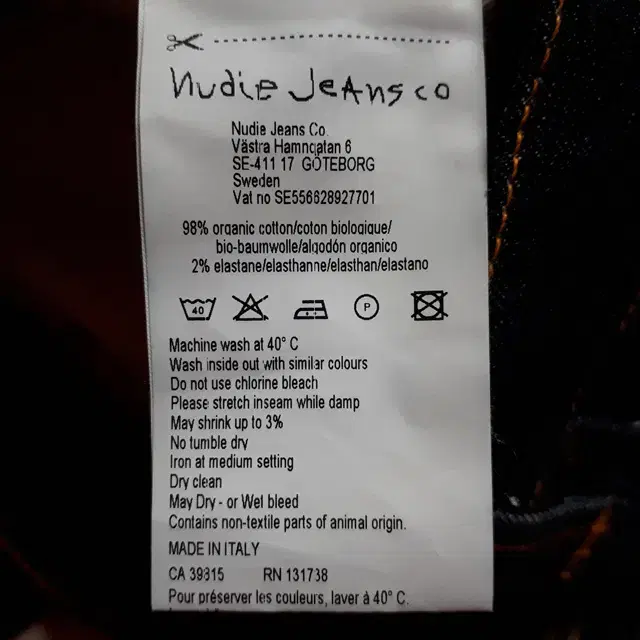 Nudie Jeans co
Nudie Jeans Co.
Västra Hamngatan 6
SE-411 17 GÖTEBORG
Sweden
Vat no SE556628927701
98% organic cotton/coton biologique/
bio-baumwolle/algodón organico
2% elastane/elasthanne/elasthan/elastano
40 P
Machine wash at 40° C
Wash inside out with similar colours
Do not use chlorine bleach
Please stretch inseam while damp
May shrink up to 3%
No tumble dry
Iron at medium setting
Dry clean
May Dry - or Wet bleed
Contains non-textile parts of animal origin.
MADE IN ITALY
CA 39315 RN 131738
Pour préserver les couleurs, laver à 40° C.